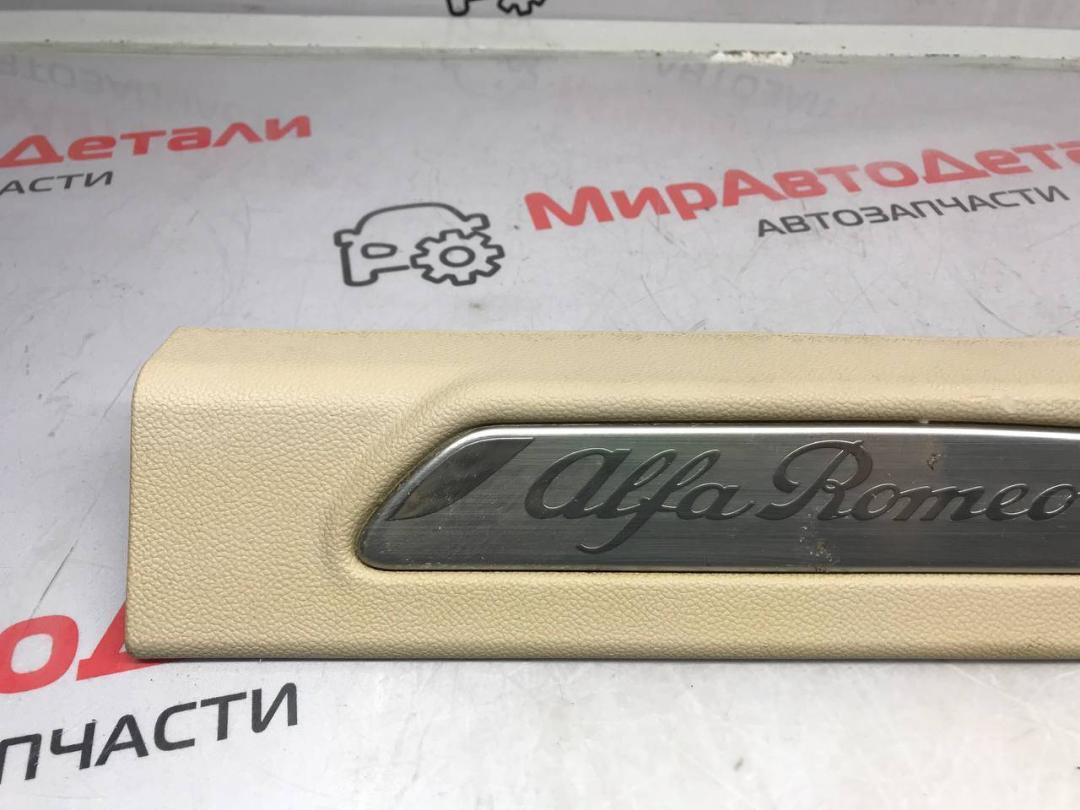 Детали
АСТИ
МирАвтоДета
АВТОЗАПЧАСТИ
Alfa Romeo
ПЧАСТИ